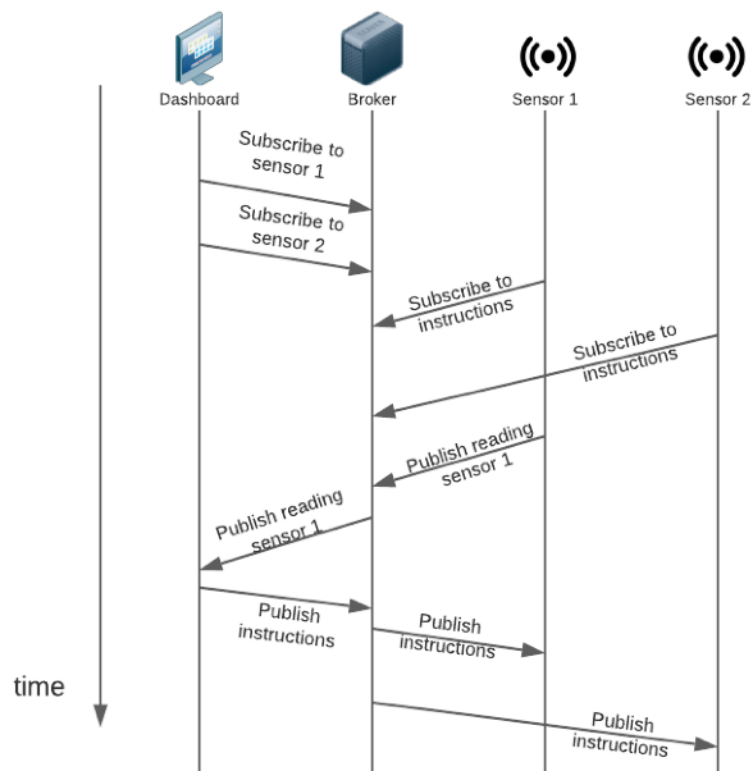 Dashboard
Broker
Sensor 1
Sensor 2
Subscribe to
sensor 1
Subscribe to
sensor 2
Subscribe to
instructions
Subscribe to
instructions
Publish reading
sensor 1
Publish reading
sensor 1
Publish
instructions
Publish
instructions
time
Publish
instructions